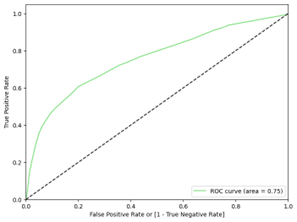 1.0
0.8
0.6
0.4
0.2
0.0
True Positive Rate
ROC curve (area = 0.75)
0.0 0.2 0.4 0.6 0.8 1.0
False Positive Rate or [1 - True Negative Rate]